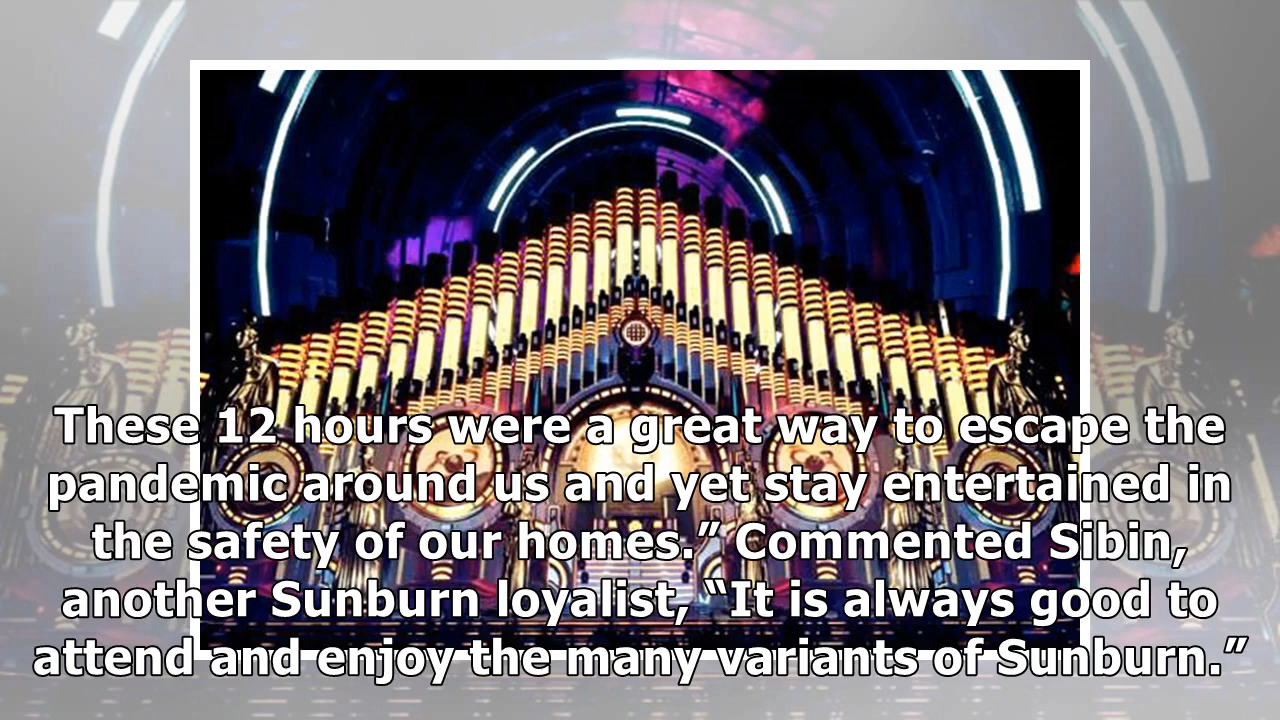 These 12 hours were a great way to escape the
pandemic around us and yet stay entertained in
the safety of our homes.” Commented Sibin,
another Sunburn loyalist, “It is always good to
attend and enjoy the many variants of Sunburn.”